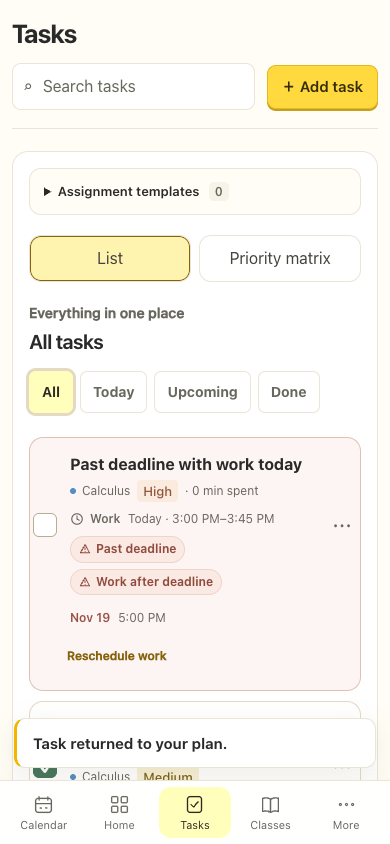 Tasks
Search tasks
+ Add task
Assignment templates 0
List
Priority matrix
Everything in one place
All tasks
All
Today
Upcoming
Done
Past deadline with work today
Calculus High · 0 min spent
Work Today · 3:00 PM–3:45 PM
Past deadline
Work after deadline
Nov 19 5:00 PM
Reschedule work
Task returned to your plan.
Calculus Medium
Calendar
Home
Tasks
Classes
More